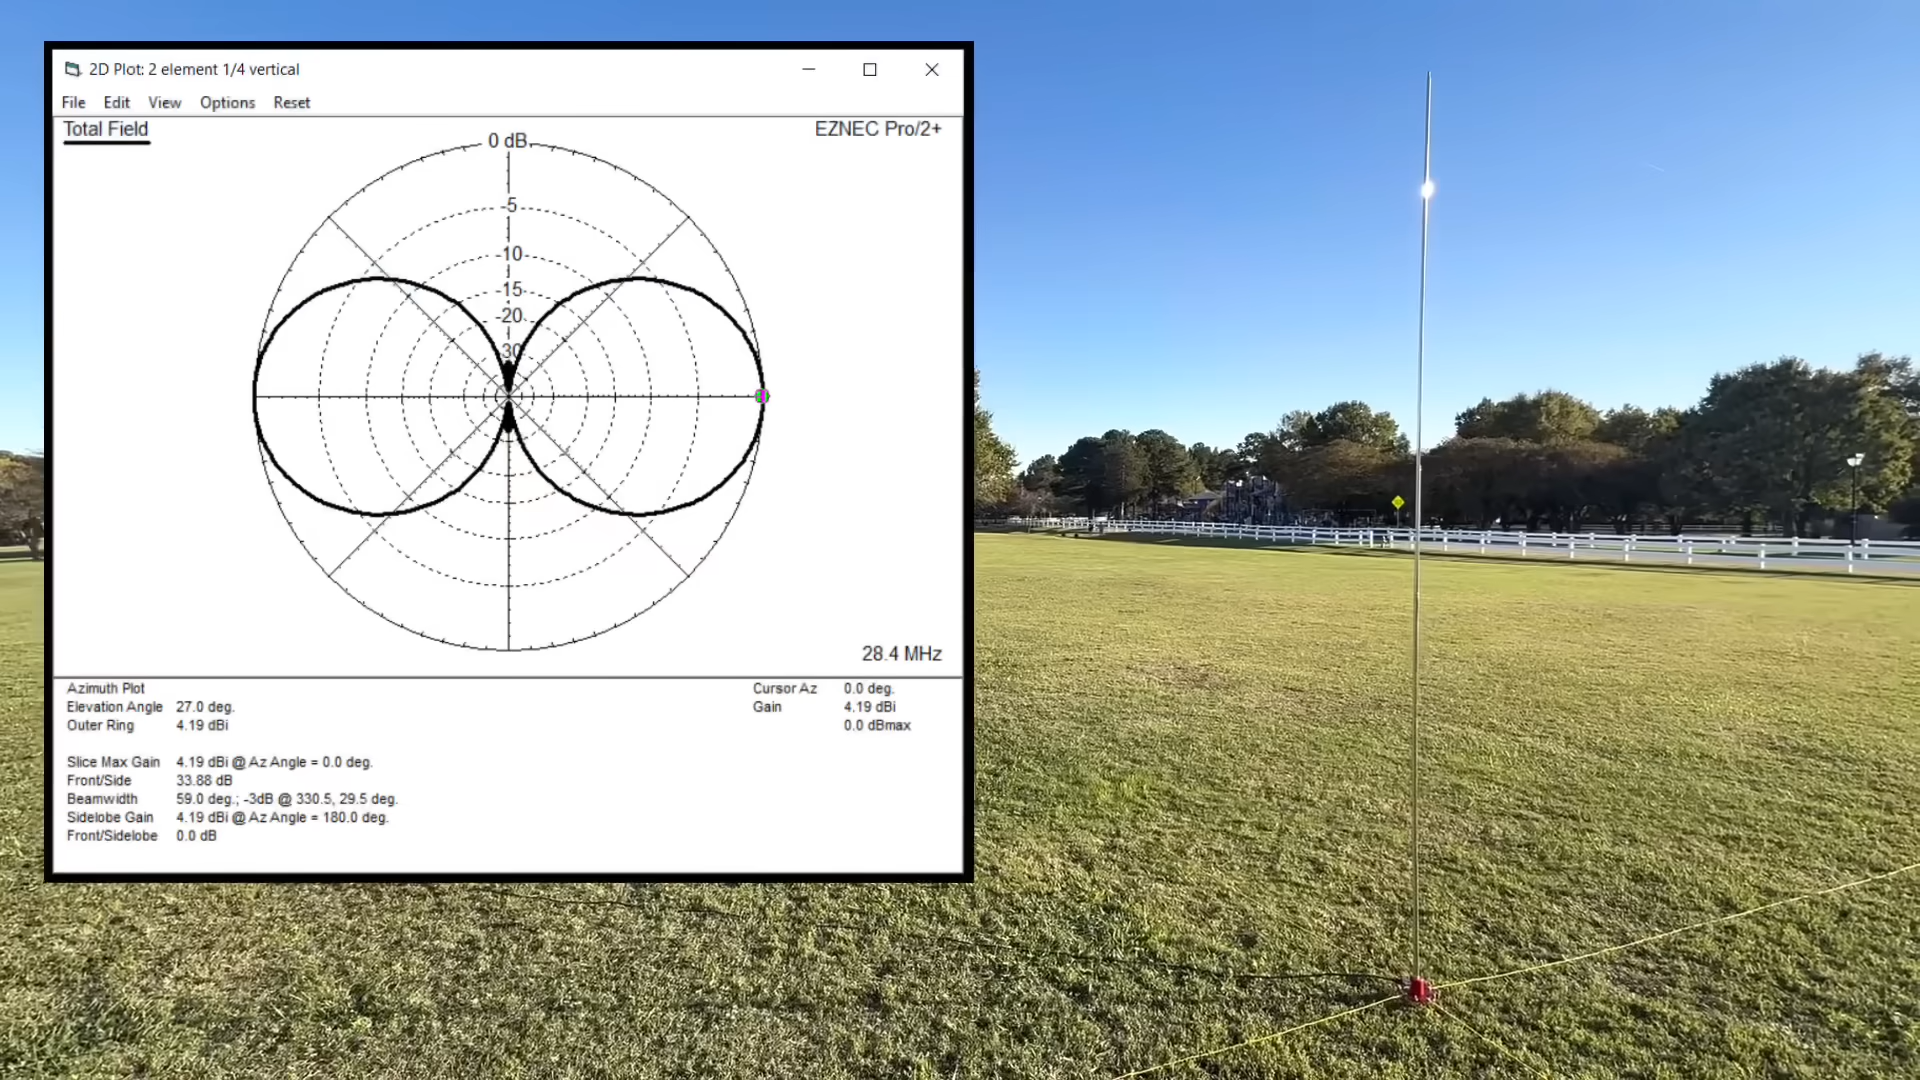 2D Plot: 2 element 1/4 vertical
File Edit View Options Reset
Total Field
EZNEC Pro/2+
0 dB
-5
-10
-15
-20
30
28.4 MHz
Azimuth Plot
Elevation Angle 27.0 deg.
Outer Ring 4.19 dBi
Cursor Az 0.0 deg.
Gain 4.19 dBi
0.0 dBmax
Slice Max Gain 4.19 dBi @ Az Angle = 0.0 deg.
Front/Side 33.88 dB
Beamwidth 59.0 deg.; -3dB @ 330.5, 29.5 deg.
Sidelobe Gain 4.19 dBi @ Az Angle = 180.0 deg.
Front/Sidelobe 0.0 dB